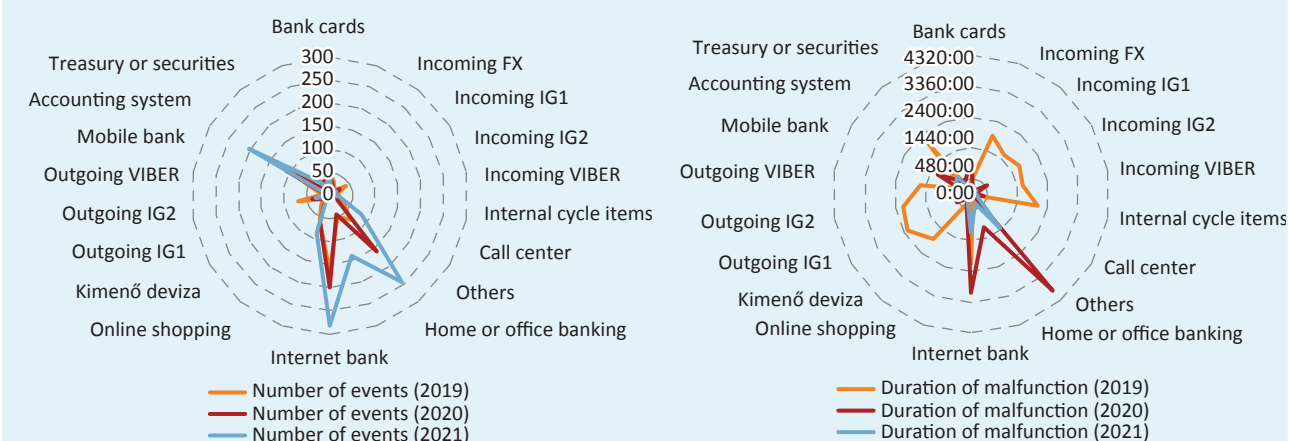 Bank cards
Incoming FX
Incoming IG1
Incoming IG2
Incoming VIBER
Internal cycle items
Call center
Others
Home or office banking
Internet bank
Online shopping
Kimenő deviza
Outgoing IG1
Outgoing IG2
Outgoing VIBER
Mobile bank
Accounting system
Treasury or securities
300
250
200
150
100
50
0
Number of events (2019)
Number of events (2020)
Number of events (2021)
Bank cards
Incoming FX
Incoming IG1
Incoming IG2
Incoming VIBER
Internal cycle items
Call center
Others
Home or office banking
Internet bank
Online shopping
Kimenő deviza
Outgoing IG1
Outgoing IG2
Outgoing VIBER
Mobile bank
Accounting system
Treasury or securities
4320:00
3360:00
2400:00
1440:00
480:00
0:00
Duration of malfunction (2019)
Duration of malfunction (2020)
Duration of malfunction (2021)